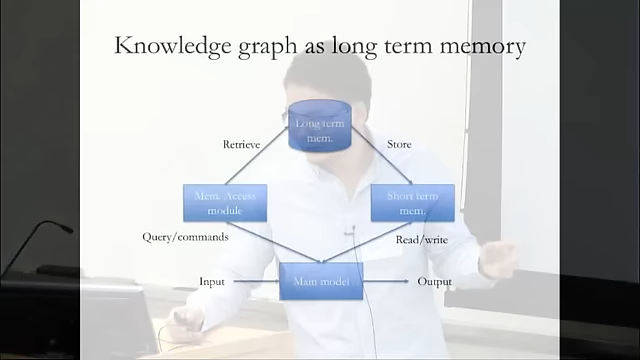 Knowledge graph as long term memory
Long term
mem.
Retrieve
Store
Mem. Access
module
Short term
mem.
Query/commands
Read/write
Input
Main model
Output